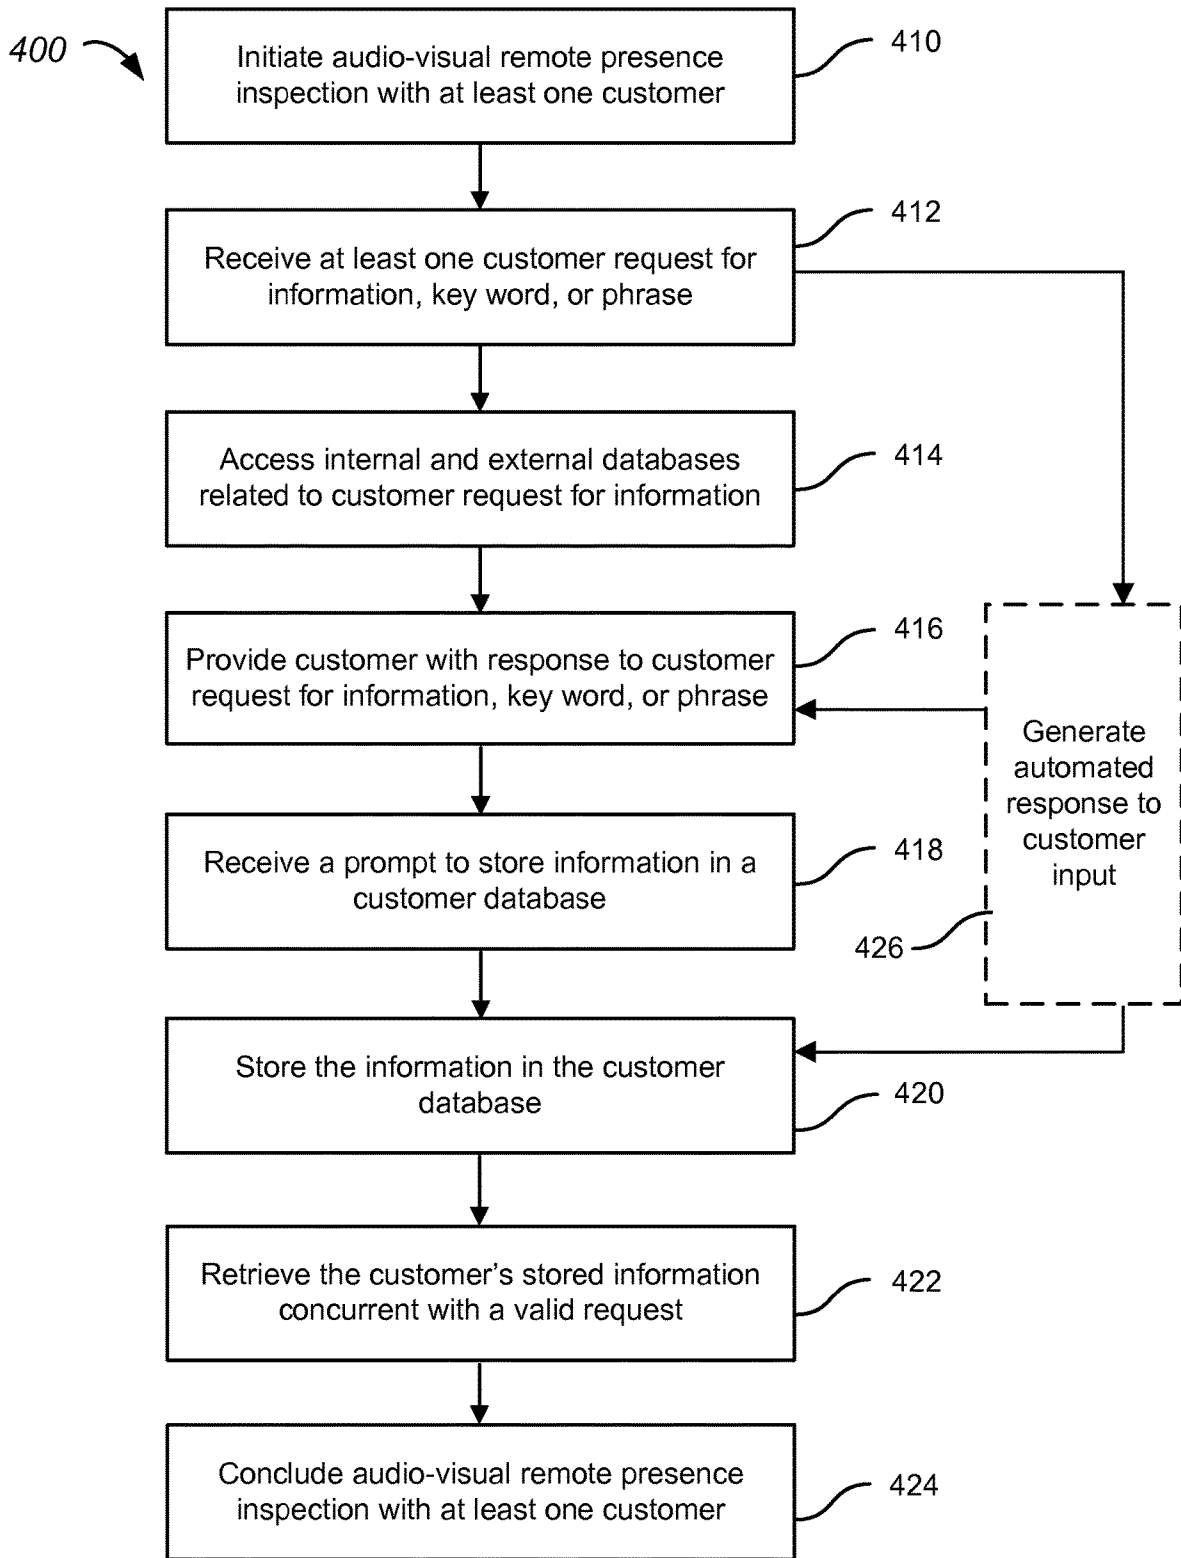 400
Initiate audio-visual remote presence
inspection with at least one customer
410
Receive at least one customer request for
information, key word, or phrase
412
Access internal and external databases
related to customer request for information
414
Provide customer with response to customer
request for information, key word, or phrase
416
Generate
automated
response to
customer
input
426
Receive a prompt to store information in a
customer database
418
Store the information in the customer
database
420
Retrieve the customer's stored information
concurrent with a valid request
422
Conclude audio-visual remote presence
inspection with at least one customer
424